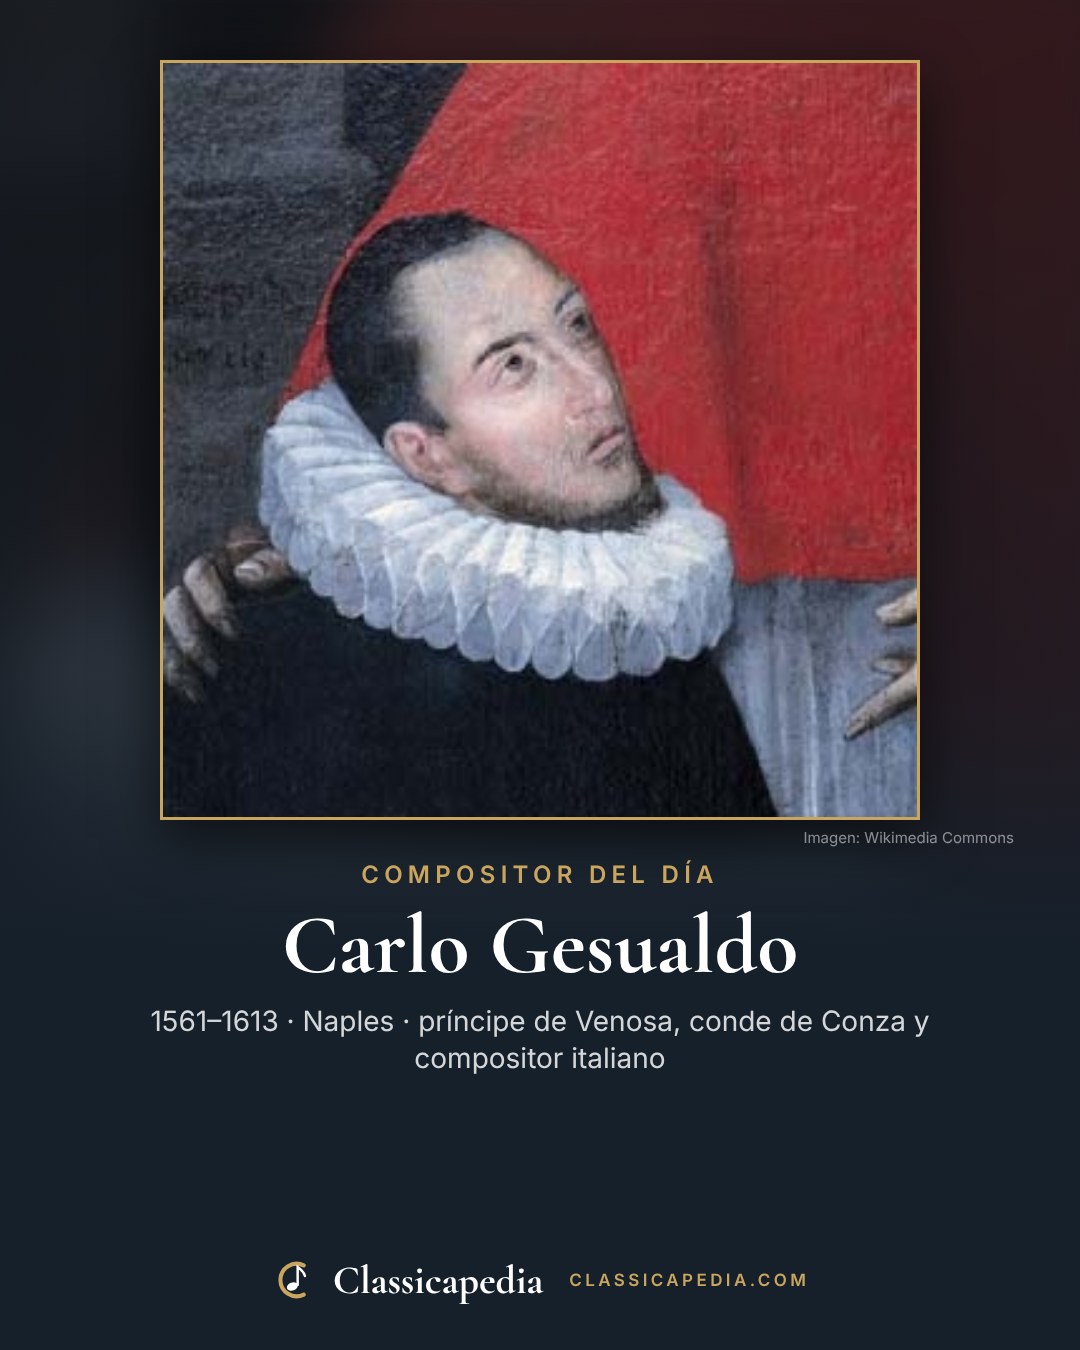 Imagen: Wikimedia Commons
COMPOSITOR DEL DÍA
Carlo Gesualdo
1561–1613 · Naples · príncipe de Venosa, conde de Conza y
compositor italiano
Classicapedia CLASSICAPEDIA.COM